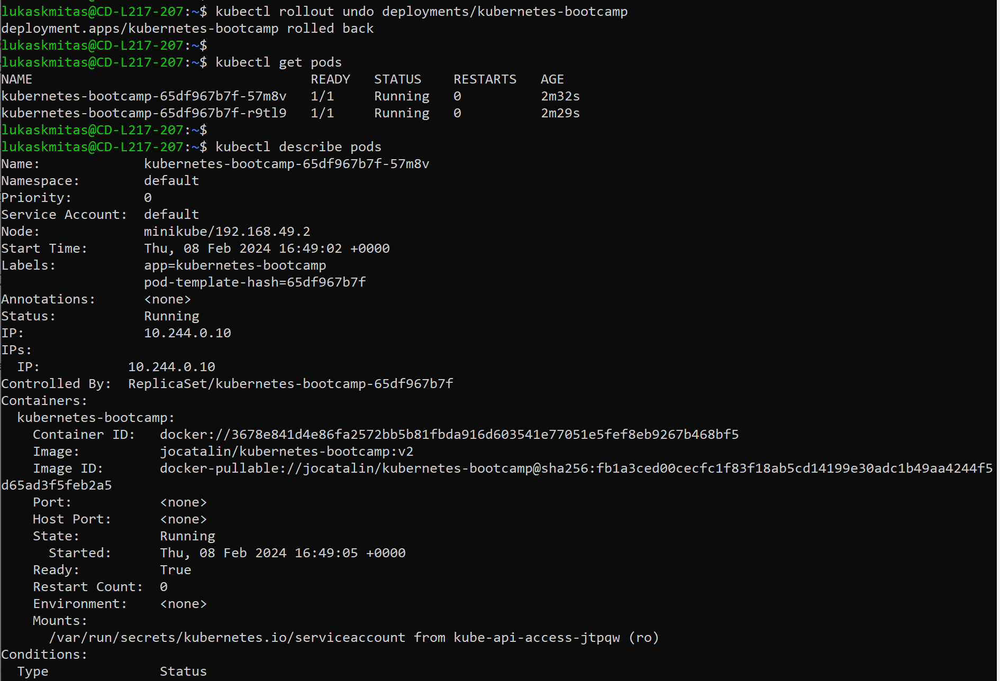 lukaskmitas@CD-L217-207:~$ kubectl rollout undo deployments/kubernetes-bootcamp
deployment.apps/kubernetes-bootcamp rolled back
lukaskmitas@CD-L217-207:~$
lukaskmitas@CD-L217-207:~$ kubectl get pods
NAME                                   READY   STATUS    RESTARTS   AGE
kubernetes-bootcamp-65df967b7f-57m8v   1/1     Running   0          2m32s
kubernetes-bootcamp-65df967b7f-r9tl9   1/1     Running   0          2m29s
lukaskmitas@CD-L217-207:~$
lukaskmitas@CD-L217-207:~$ kubectl describe pods
Name:             kubernetes-bootcamp-65df967b7f-57m8v
Namespace:        default
Priority:         0
Service Account:  default
Node:             minikube/192.168.49.2
Start Time:       Thu, 08 Feb 2024 16:49:02 +0000
Labels:           app=kubernetes-bootcamp
                  pod-template-hash=65df967b7f
Annotations:      <none>
Status:           Running
IP:               10.244.0.10
IPs:
  IP:           10.244.0.10
Controlled By:  ReplicaSet/kubernetes-bootcamp-65df967b7f
Containers:
  kubernetes-bootcamp:
    Container ID:   docker://3678e841d4e86fa2572bb5b81fbda916d603541e77051e5fef8eb9267b468bf5
    Image:          jocatalin/kubernetes-bootcamp:v2
    Image ID:       docker-pullable://jocatalin/kubernetes-bootcamp@sha256:fb1a3ced00cecfc1f83f18ab5cd14199e30adc1b49aa4244f5
d65ad3f5feb2a5
    Port:           <none>
    Host Port:      <none>
    State:          Running
      Started:      Thu, 08 Feb 2024 16:49:05 +0000
    Ready:          True
    Restart Count:  0
    Environment:    <none>
    Mounts:
      /var/run/secrets/kubernetes.io/serviceaccount from kube-api-access-jtpqw (ro)
Conditions:
  Type              Status